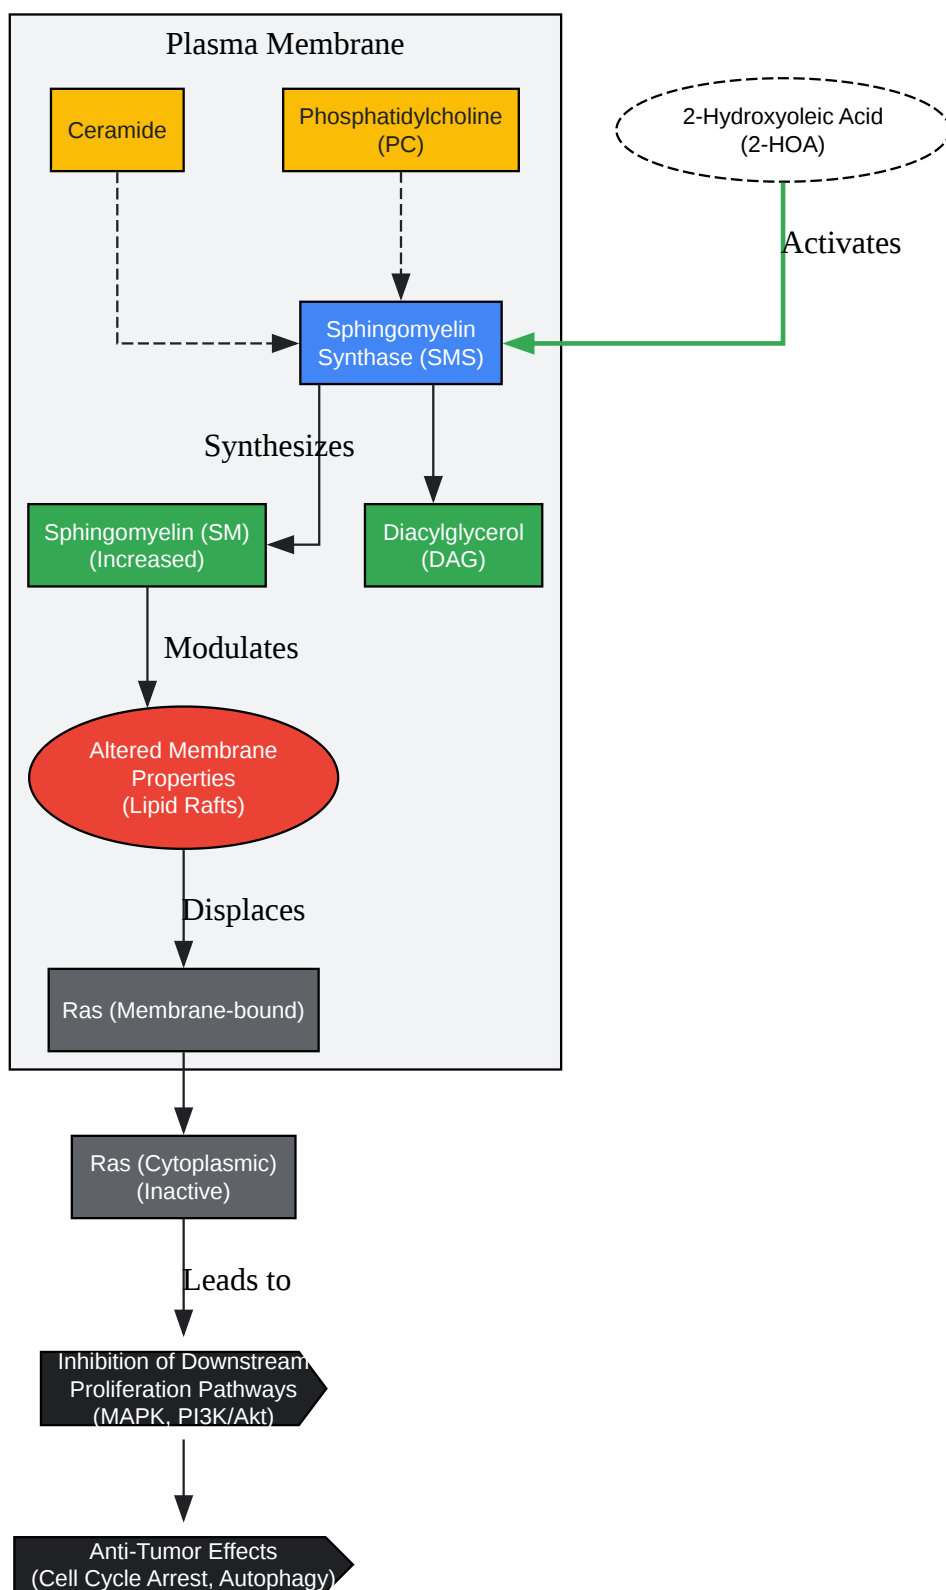 Plasma Membrane
Ceramide
Phosphatidylcholine
(PC)
2-Hydroxyoleic Acid
(2-HOA)
Activates
Sphingomyelin
Synthase (SMS)
Synthesizes
Sphingomyelin (SM)
(Increased)
Diacylglycerol
(DAG)
Modulates
Altered Membrane
Properties
(Lipid Rafts)
Displaces
Ras (Membrane-bound)
Ras (Cytoplasmic)
(Inactive)
Leads to
Inhibition of Downstream
Proliferation Pathways
(MAPK, PI3K/Akt)
Anti-Tumor Effects
(Cell Cycle Arrest, Autophagy)